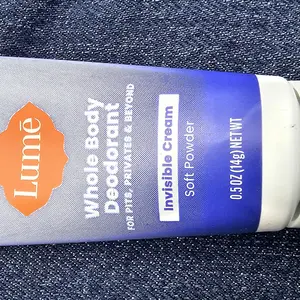 Lumē
Whole Body
Deodorant
FOR PITS, PRIVATES & BEYOND
Invisible Cream
Soft Powder
0.5 OZ (14g) NET WT